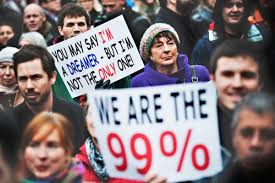 YOU MAY SAY I'M
A DREAMER - BUT I'M
NOT THE ONLY ONE!
WE ARE THE
99%